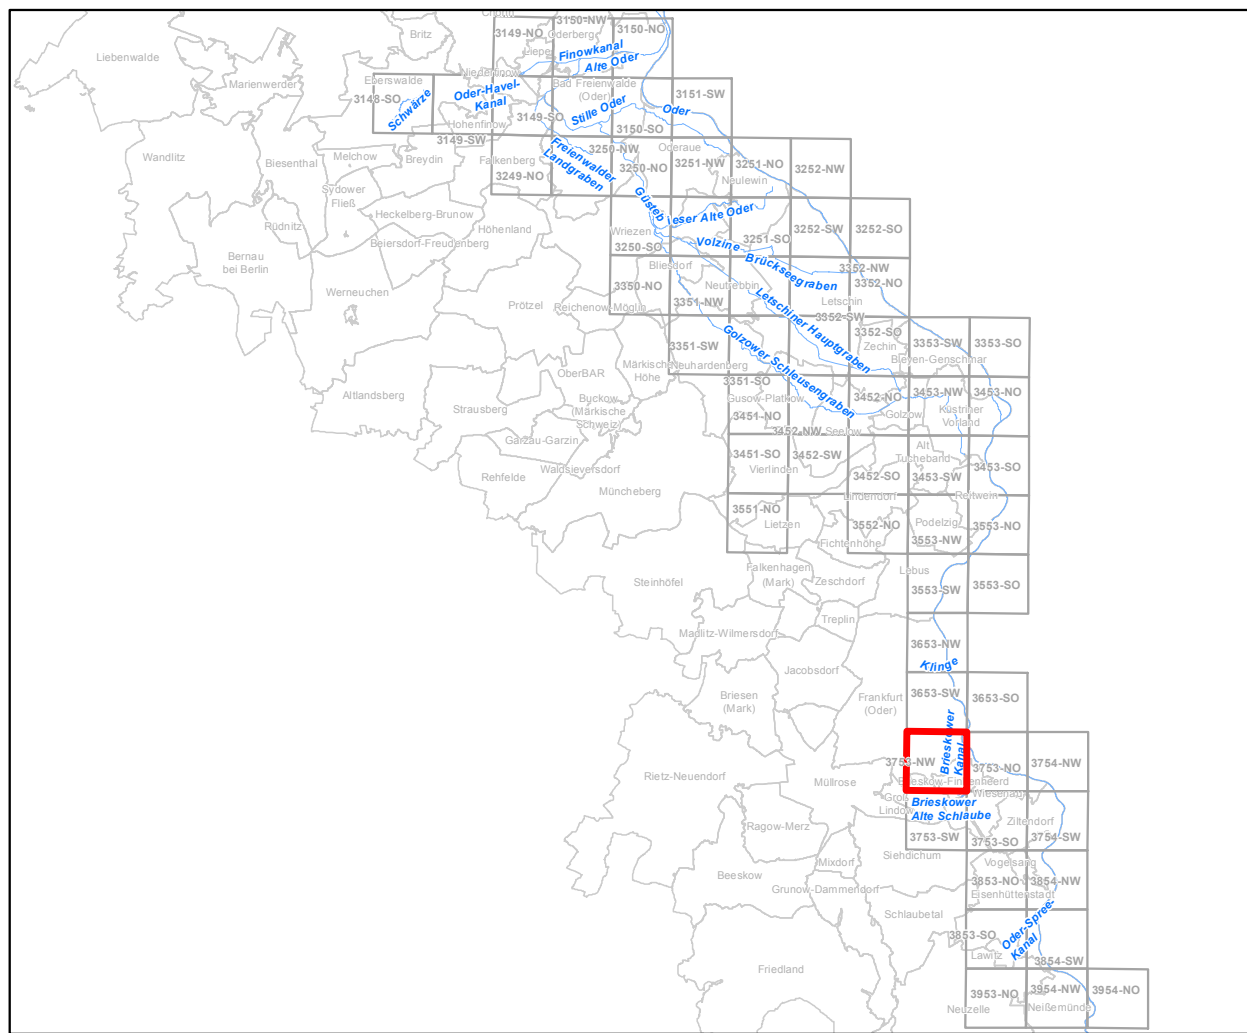 Chorin
3150-NW
Britz
3149-NO
Oderberg
3150-NO
Liepe
Finowkanal
Alte Oder
Liebenwalde
Marienwerder
Niederfinow
Eberswalde
3148-SO
Schwärze
Oder-Havel-
Kanal
Bad Freienwalde
(Oder)
3151-SW
Stille Oder
Oder
Hohenfinow
3149-SO
3150-SO
3149-SW
Wandlitz
Biesenthal
Melchow
Breydin
Falkenberg
3249-NO
Freienwalder
Landgraben
3250-NW
3250-NO
Oderaue
3251-NW
3251-NO
3252-NW
Neulewin
Sydower
Fließ
Heckelberg-Brunow
Rüdnitz
Höhenland
Beiersdorf-Freudenberg
Güsteb
ieser Alte Oder
Wriezen
3250-SO
3251-SO
3252-SW
3252-SO
Bernau
bei Berlin
Volzine
Brückseegraben
Bliesdorf
3352-NW
3352-NO
Werneuchen
Prötzel
Reichenow-Möglin
3350-NO
3351-NW
Neutrebbin
Letschin
Letschiner Hauptgraben
3352-SW
3352-SO
Zechin
3353-SW
3353-SO
Bleyen-Genschmar
Golzower Schleusengraben
3351-SW
Märkische
Höhe
Neuhardenberg
OberBAR
Altlandsberg
Strausberg
Buckow
(Märkische
Schweiz)
3351-SO
Gusow-Platkow
3451-NO
3452-NO
3453-NW
3453-NO
Golzow
Küstriner
Vorland
3452-NW
Seelow
Garzau-Garzin
Rehfelde
Waldsieversdorf
Müncheberg
3451-SO
Vierlinden
3452-SW
Alt
Tucheband
3453-SW
3453-SO
3452-SO
Lindendorf
Reitwein
3551-NO
Lietzen
3552-NO
Podelzig
3553-NW
3553-NO
Fichtenhöhe
Steinhöfel
Falkenhagen
(Mark)
Zeschdorf
Lebus
3553-SW
3553-SO
Treplin
Madlitz-Wilmersdorf
3653-NW
Klinge
Jacobsdorf
Briesen
(Mark)
Frankfurt
(Oder)
3653-SW
3653-SO
Brieskower
Kanal
3753-NW
3753-NO
3754-NW
Rietz-Neuendorf
Müllrose
Brieskow-Finkenheerd
Wiesenau
Groß
Lindow
Brieskower
Alte Schlaube
Ziltendorf
Ragow-Merz
3753-SW
3753-SO
3754-SW
Mixdorf
Siehdichum
Vogelsang
Beeskow
Grunow-Dammendorf
3853-NO
3854-NW
Eisenhüttenstadt
Schlaubetal
Oder-Spree-
Kanal
3853-SO
Lawitz
3854-SW
Friedland
3953-NO
3954-NW
3954-NO
Neuzelle
Neißemünde